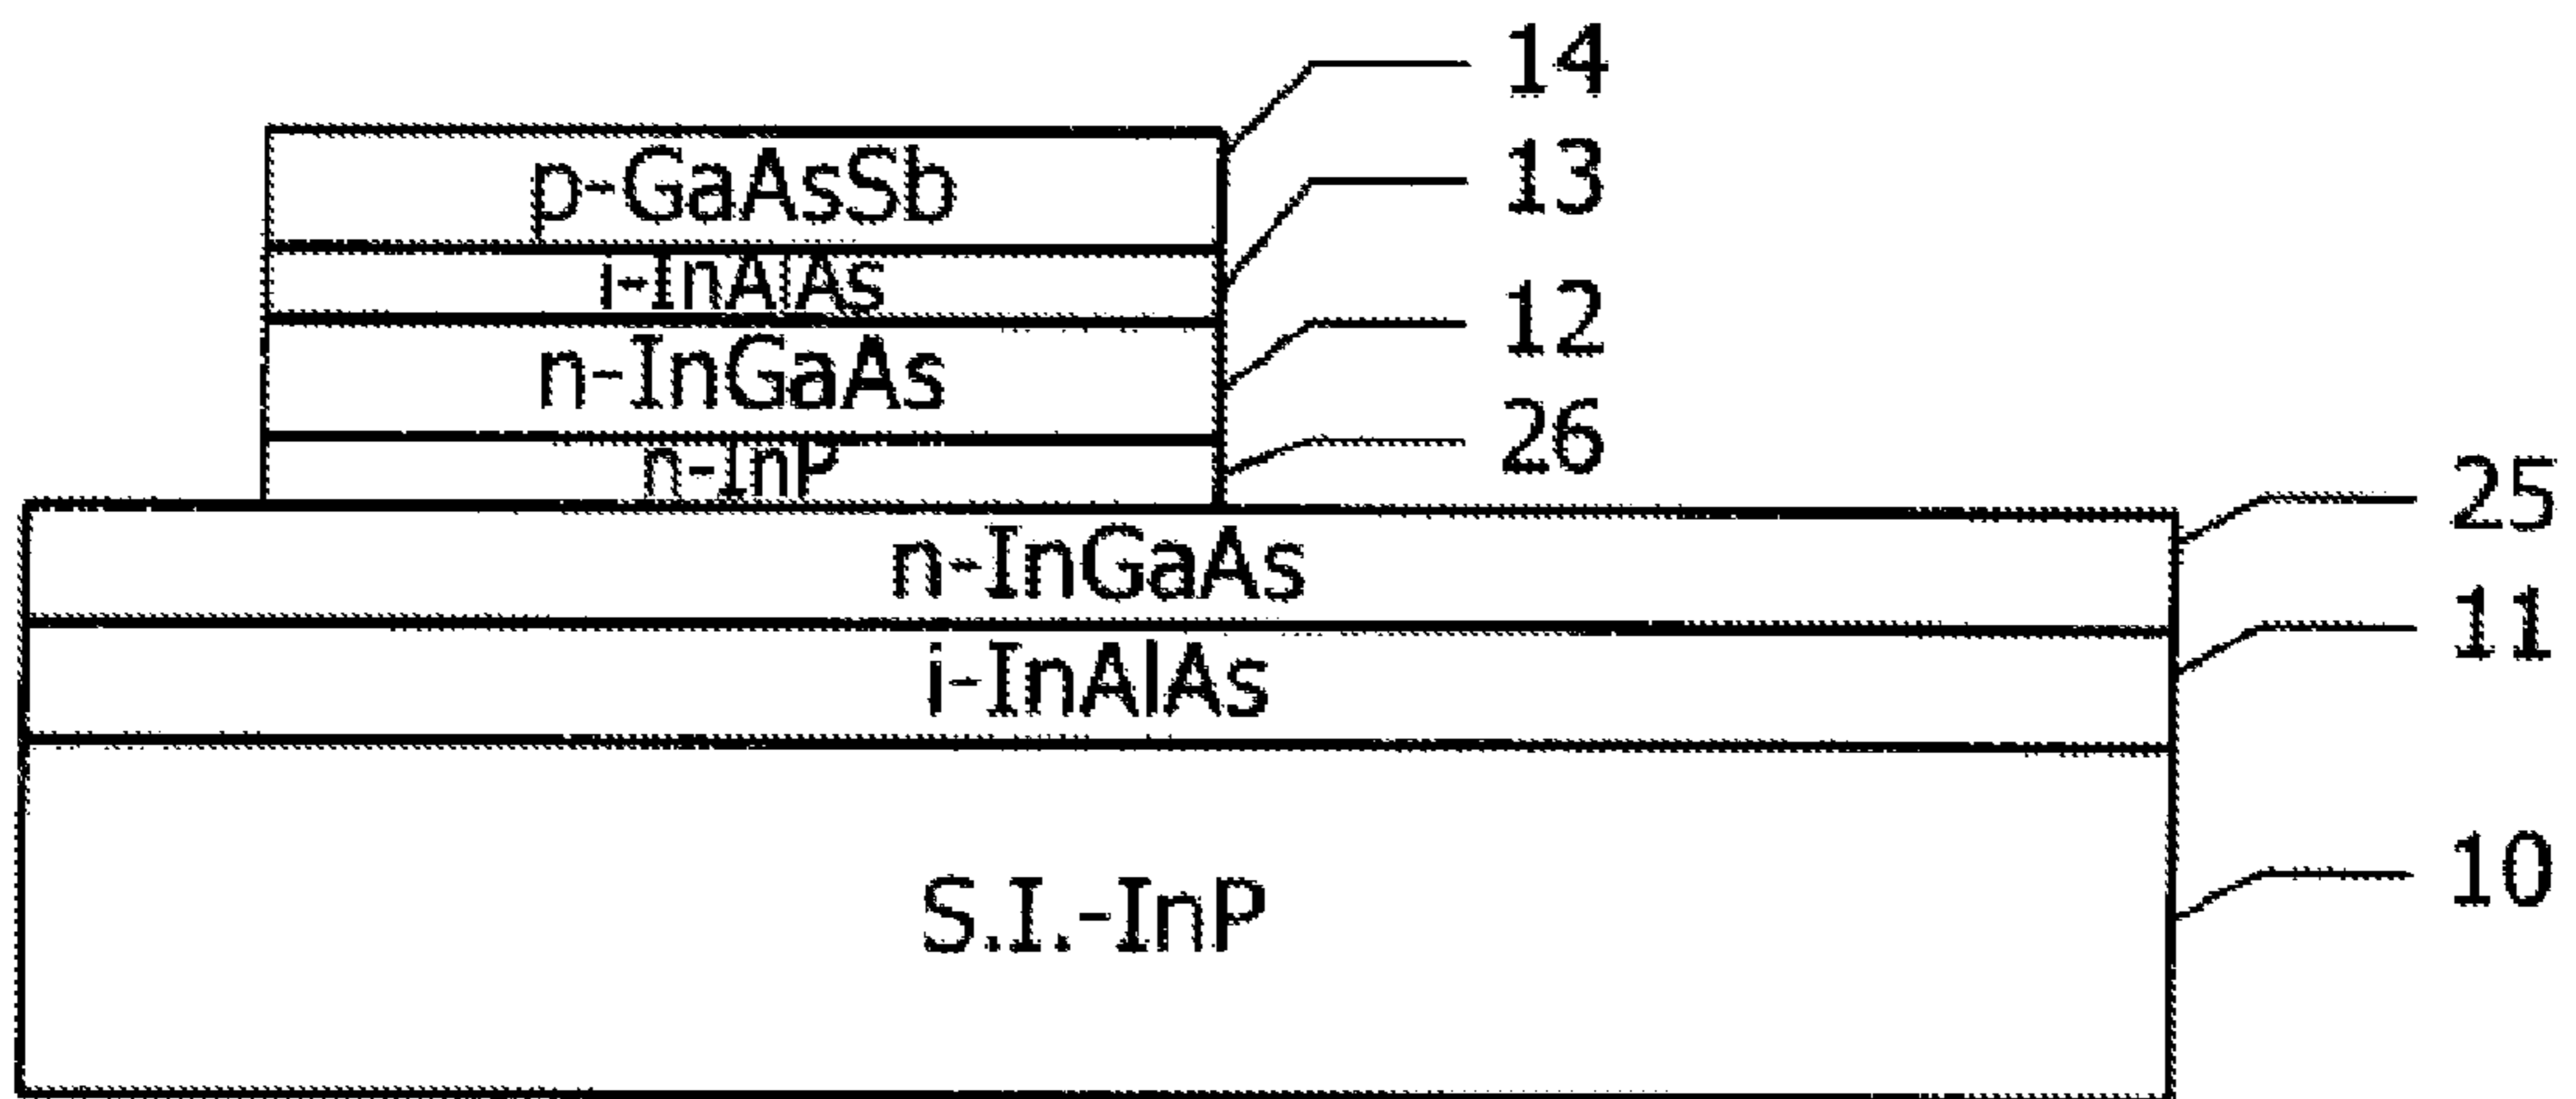 14
p-GaAsSb
13
i-InAlAs
12
n-InGaAs
26
n-InP
25
n-InGaAs
11
i-InAlAs
10
S.I.-InP